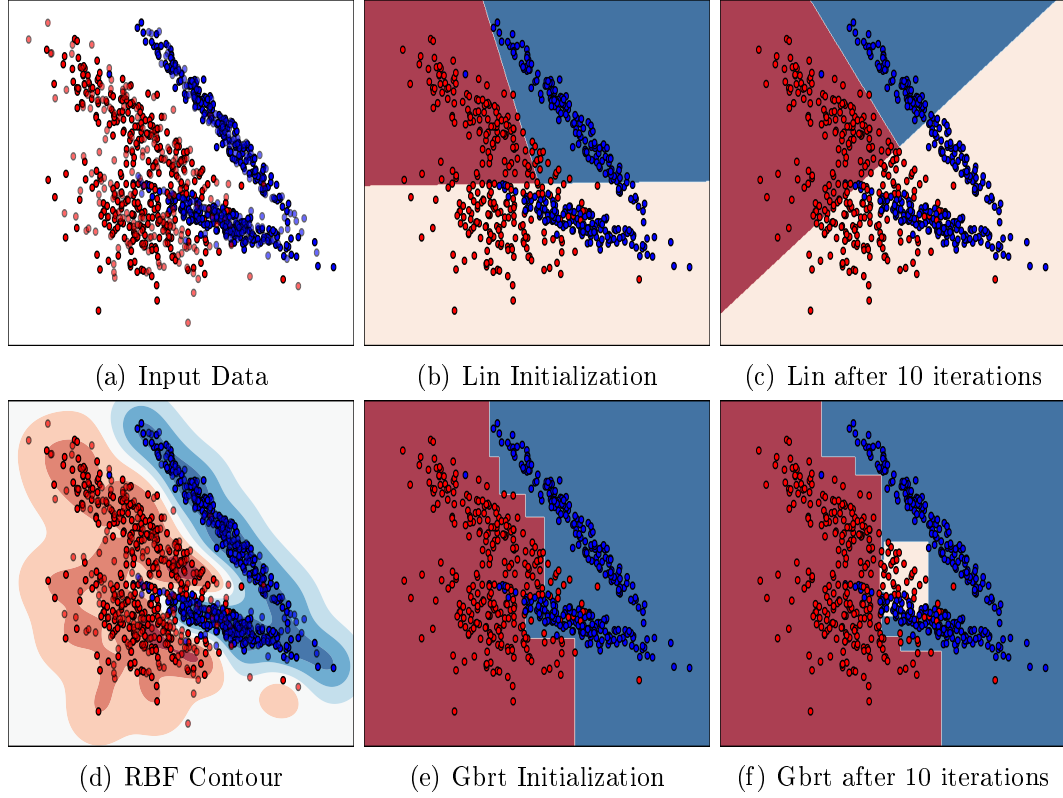 (a) Input Data
(b) Lin Initialization
(c) Lin after 10 iterations
(d) RBF Contour
(e) Gbrt Initialization
(f) Gbrt after 10 iterations